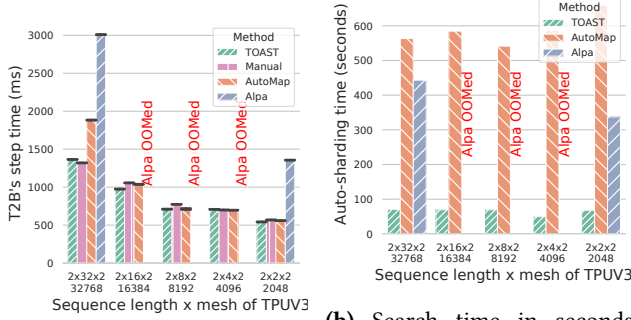 T2B's step time (ms)
3000
2500
2000
1500
1000
500
0
Method
TOAST
Manual
AutoMap
Alpa
Alpa OOMed
Alpa OOMed
Alpa OOMed
2x32x2 2x16x2 2x8x2 2x4x2 2x2x2
32768 16384 8192 4096 2048
Sequence length x mesh of TPUV3
Auto-sharding time (seconds)
600
500
400
300
200
100
0
Method
TOAST
AutoMap
Alpa
Alpa OOMed
Alpa OOMed
Alpa OOMed
2x32x2 2x16x2 2x8x2 2x4x2 2x2x2
32768 16384 8192 4096 2048
Sequence length x mesh of TPUV3
(b) Search time in seconds